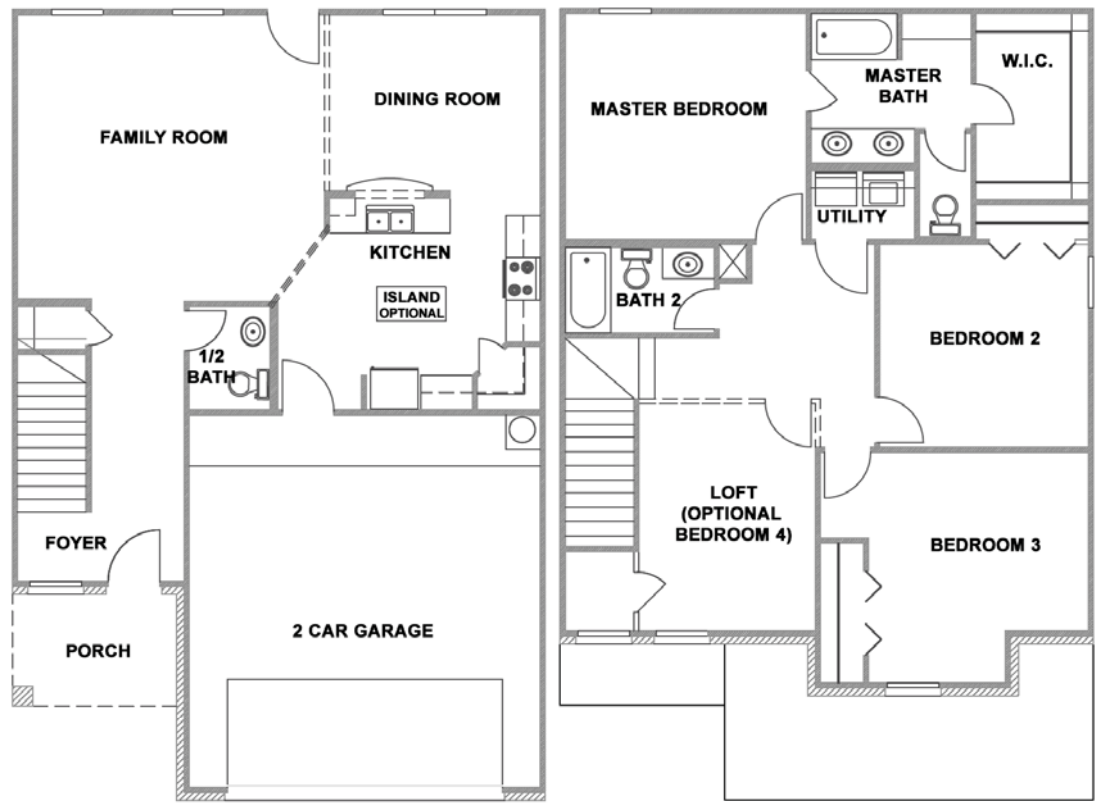 FAMILY ROOM
DINING ROOM
KITCHEN
ISLAND
OPTIONAL
1/2
BATH
FOYER
PORCH
2 CAR GARAGE
MASTER BEDROOM
MASTER
BATH
W.I.C.
UTILITY
BATH 2
BEDROOM 2
LOFT
(OPTIONAL
BEDROOM 4)
BEDROOM 3